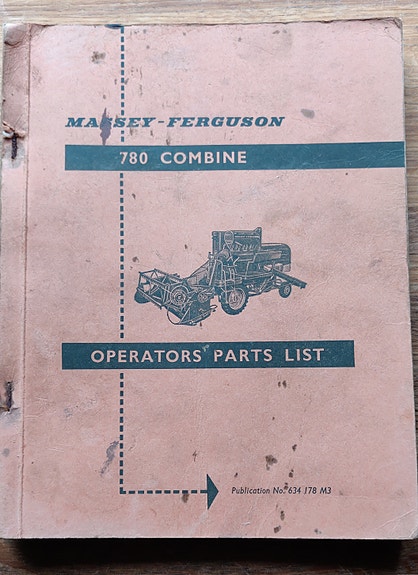 MASSEY-FERGUSON
780 COMBINE
OPERATORS' PARTS LIST
Publication No. 634 178 M3